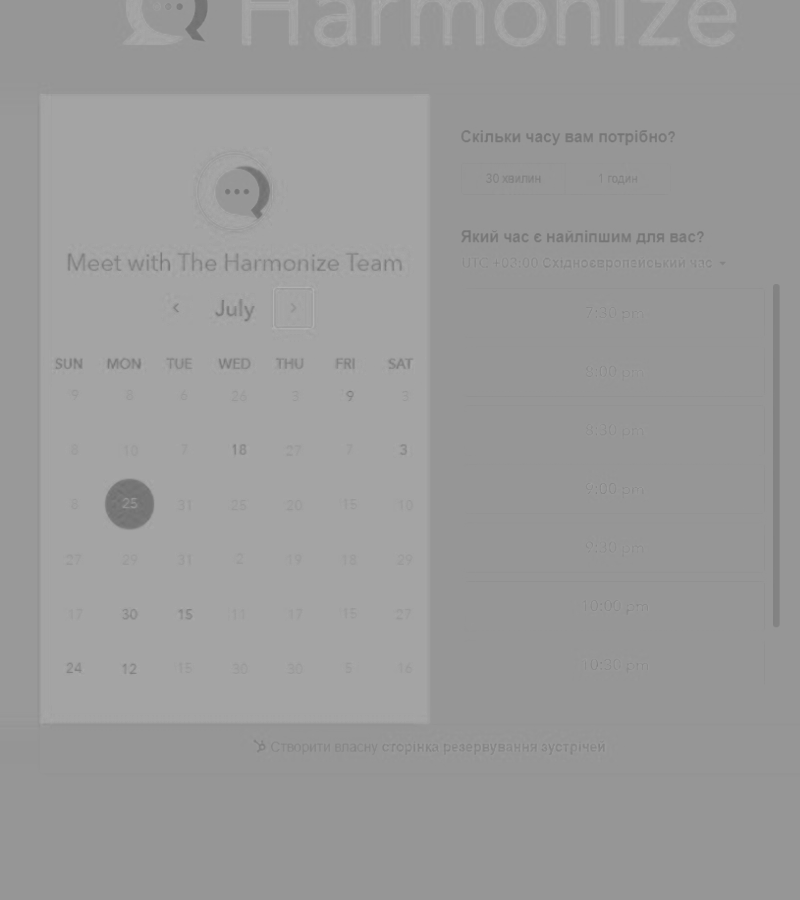 Harmonize
Meet with The Harmonize Team
July
SUN MON TUE WED THU FRI SAT
9 8 6 26 3 9 3
8 10 7 18 27 7 3
6 25 31 25 20 15 10
27 29 31 2 19 18 29
17 30 15 11 17 15 27
24 12 15 30 30 5 16
Скільки часу вам потрібно?
30 хвилин 1 годин
Який час є найліпшим для вас?
UTC +03:00 Східноєвропейський час
7:30 pm
8:00 pm
8:30 pm
9:00 pm
9:30 pm
10:00 pm
10:30 pm
Створити власну сторінка резервування зустрічей